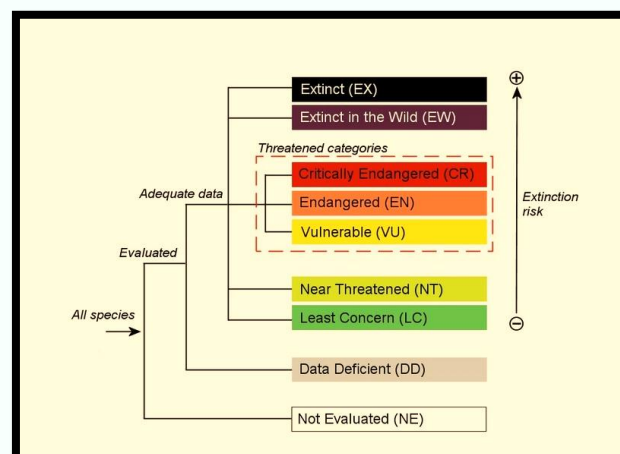 Extinct (EX)
Extinct in the Wild (EW)
Threatened categories
Critically Endangered (CR)
Adequate data
Endangered (EN)
Extinction
risk
Vulnerable (VU)
Evaluated
Near Threatened (NT)
All species
Least Concern (LC)
Data Deficient (DD)
Not Evaluated (NE)